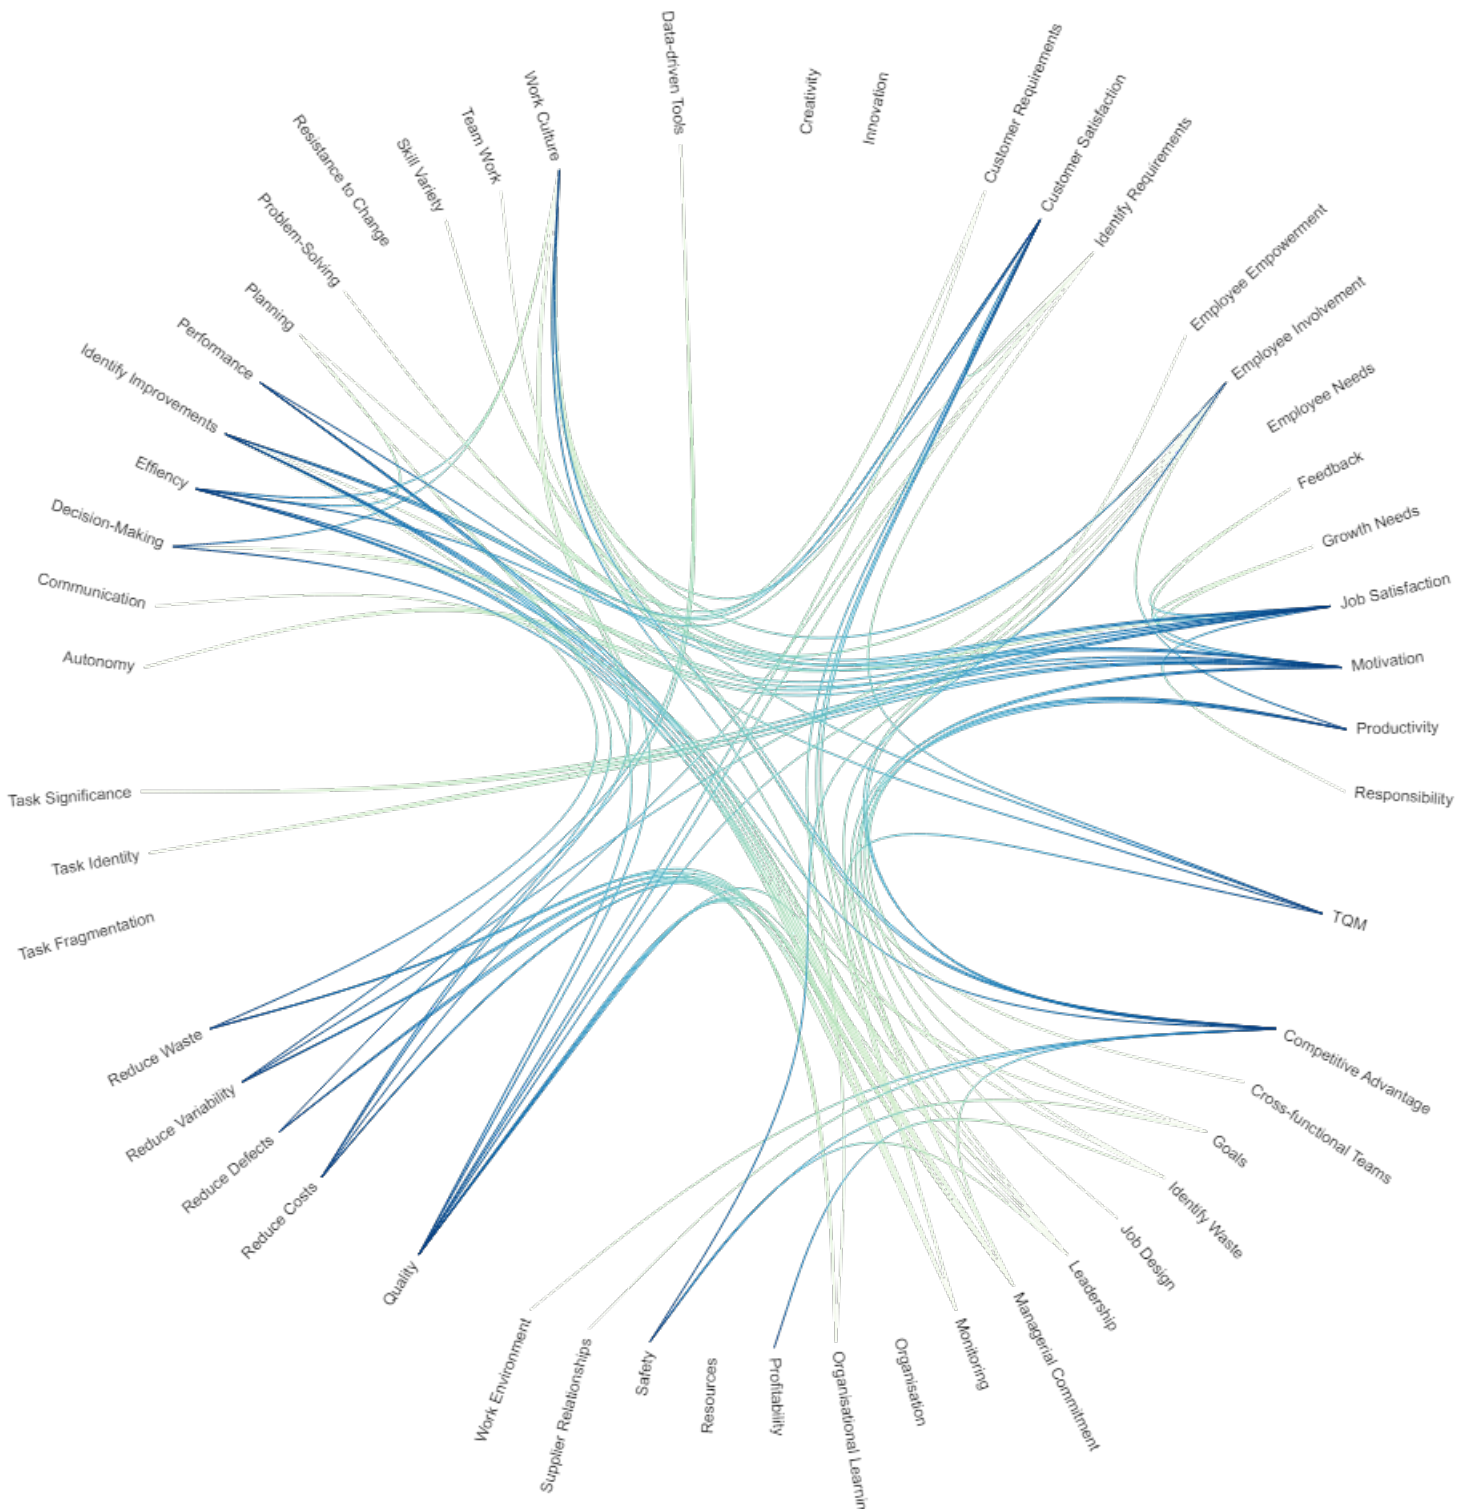 Data-driven Tools
Creativity
Innovation
Customer Requirements
Customer Satisfaction
Identify Requirements
Employee Empowerment
Employee Involvement
Employee Needs
Feedback
Growth Needs
Job Satisfaction
Motivation
Productivity
Responsibility
TQM
Competitive Advantage
Cross-functional Teams
Goals
Identify Waste
Job Design
Leadership
Managerial Commitment
Monitoring
Organisation
Organisational Learnin
Profitability
Resources
Safety
Supplier Relationships
Work Environment
Quality
Reduce Costs
Reduce Defects
Reduce Variability
Reduce Waste
Task Fragmentation
Task Identity
Task Significance
Autonomy
Communication
Decision-Making
Effiency
Identify Improvements
Performance
Planning
Problem-Solving
Resistance to Change
Skill Variety
Team Work
Work Culture